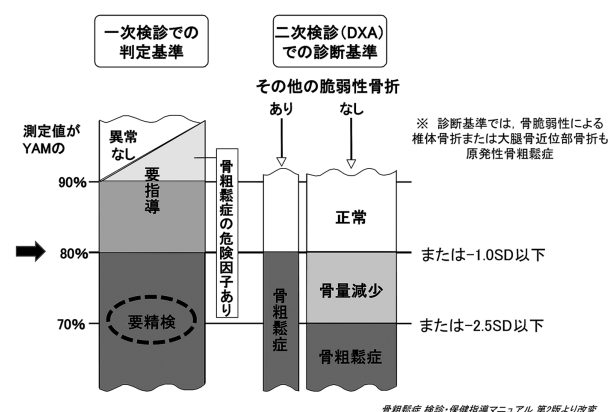 一次検診での
判定基準
二次検診(DXA)
での診断基準
その他の脆弱性骨折
あり
なし
測定値が
YAMの
異常
なし
要指導
骨粗鬆症の危険因子あり
※ 診断基準では, 骨脆弱性による
椎体骨折または大腿骨近位部骨折も
原発性骨粗鬆症
90%
正常
80%
または-1.0SD以下
骨粗鬆症
骨量減少
70%
要精検
または-2.5SD以下
骨粗鬆症
骨粗鬆症 検診・保健指導マニュアル 第2版より改変